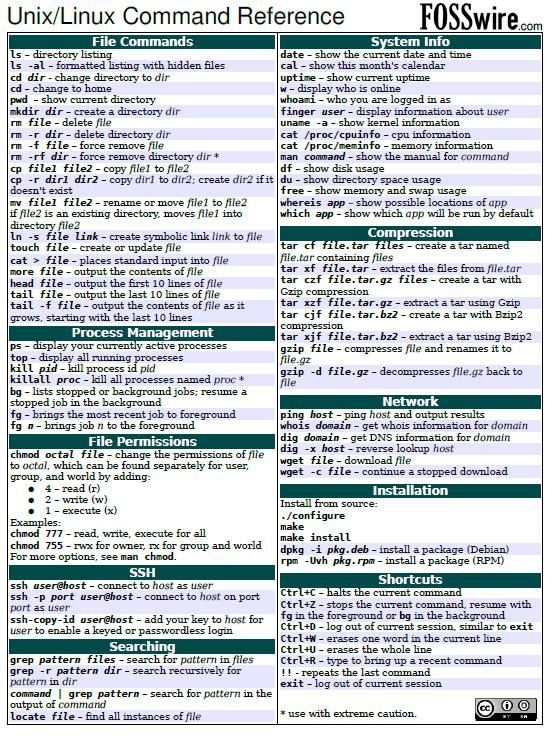 Unix/Linux Command Reference
FOSSwire.com
File Commands
ls – directory listing
ls -al – formatted listing with hidden files
cd dir - change directory to dir
cd – change to home
pwd – show current directory
mkdir dir – create a directory dir
rm file – delete file
rm -r dir – delete directory dir
rm -f file – force remove file
rm -rf dir – force remove directory dir *
cp file1 file2 – copy file1 to file2
cp -r dir1 dir2 – copy dir1 to dir2; create dir2 if it
doesn't exist
mv file1 file2 – rename or move file1 to file2
if file2 is an existing directory, moves file1 into
directory file2
ln -s file link – create symbolic link link to file
touch file – create or update file
cat > file – places standard input into file
more file – output the contents of file
head file – output the first 10 lines of file
tail file – output the last 10 lines of file
tail -f file – output the contents of file as it
grows, starting with the last 10 lines
Process Management
ps – display your currently active processes
top – display all running processes
kill pid – kill process id pid
killall proc – kill all processes named proc *
bg – lists stopped or background jobs; resume a
stopped job in the background
fg – brings the most recent job to foreground
fg n – brings job n to the foreground
File Permissions
chmod octal file – change the permissions of file
to octal, which can be found separately for user,
group, and world by adding:
● 4 – read (r)
● 2 – write (w)
● 1 – execute (x)
Examples:
chmod 777 – read, write, execute for all
chmod 755 – rwx for owner, rx for group and world
For more options, see man chmod.
SSH
ssh user@host – connect to host as user
ssh -p port user@host – connect to host on port
port as user
ssh-copy-id user@host – add your key to host for
user to enable a keyed or passwordless login
Searching
grep pattern files – search for pattern in files
grep -r pattern dir – search recursively for
pattern in dir
command | grep pattern – search for pattern in the
output of command
locate file – find all instances of file
System Info
date – show the current date and time
cal – show this month's calendar
uptime – show current uptime
w – display who is online
whoami – who you are logged in as
finger user – display information about user
uname -a – show kernel information
cat /proc/cpuinfo – cpu information
cat /proc/meminfo – memory information
man command – show the manual for command
df – show disk usage
du – show directory space usage
free – show memory and swap usage
whereis app – show possible locations of app
which app – show which app will be run by default
Compression
tar cf file.tar files – create a tar named
file.tar containing files
tar xf file.tar – extract the files from file.tar
tar czf file.tar.gz files – create a tar with
Gzip compression
tar xzf file.tar.gz – extract a tar using Gzip
tar cjf file.tar.bz2 – create a tar with Bzip2
compression
tar xjf file.tar.bz2 – extract a tar using Bzip2
gzip file – compresses file and renames it to
file.gz
gzip -d file.gz – decompresses file.gz back to
file
Network
ping host – ping host and output results
whois domain – get whois information for domain
dig domain – get DNS information for domain
dig -x host – reverse lookup host
wget file – download file
wget -c file – continue a stopped download
Installation
Install from source:
./configure
make
make install
dpkg -i pkg.deb – install a package (Debian)
rpm -Uvh pkg.rpm – install a package (RPM)
Shortcuts
Ctrl+C – halts the current command
Ctrl+Z – stops the current command, resume with
fg in the foreground or bg in the background
Ctrl+D – log out of current session, similar to exit
Ctrl+W – erases one word in the current line
Ctrl+U – erases the whole line
Ctrl+R – type to bring up a recent command
!! - repeats the last command
exit – log out of current session
* use with extreme caution.